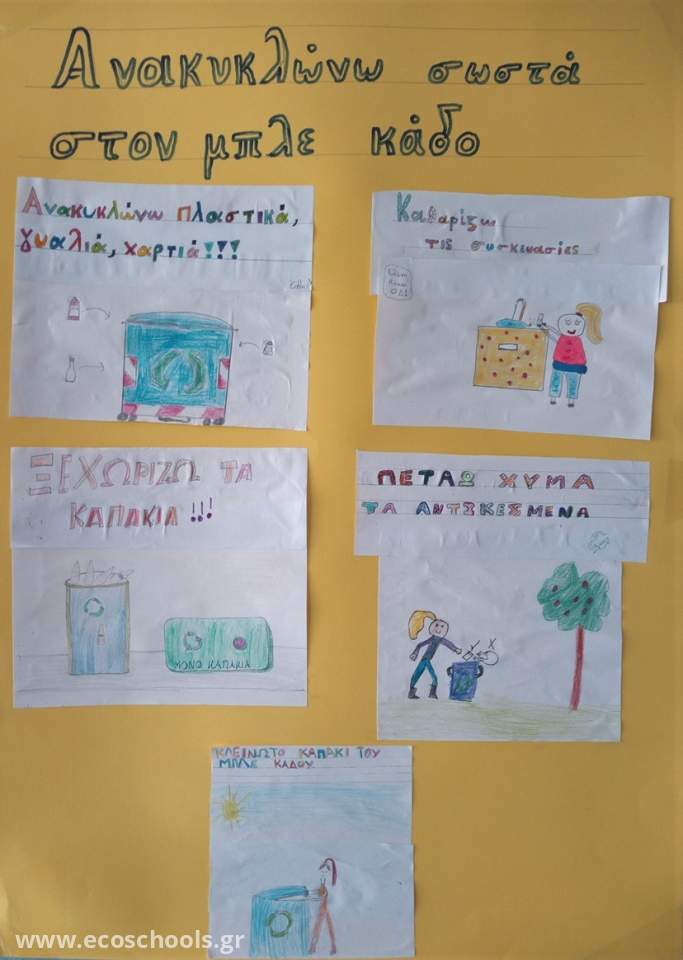 Ανακυκλώνω σωστά
στον μπλε κάδο
Ανακυκλώνω πλαστικά,
γυαλιά, χαρτιά!!!
Καθαρίζω
τις συσκευασίες
ΞΕΧΩΡΙΖΩ ΤΑ
ΚΑΠΑΚΙΑ!!!
ΜΟΝΟ ΚΑΠΑΚΙΑ
ΠΕΤΑΩ ΧΥΜΑ
ΤΑ ΑΝΤΙΚΕΙΜΕΝΑ
ΚΛΕΙΝΩ ΤΟ ΚΑΠΑΚΙ ΤΟΥ
ΜΠΛΕ ΚΑΔΟΥ
www.ecoschools.gr